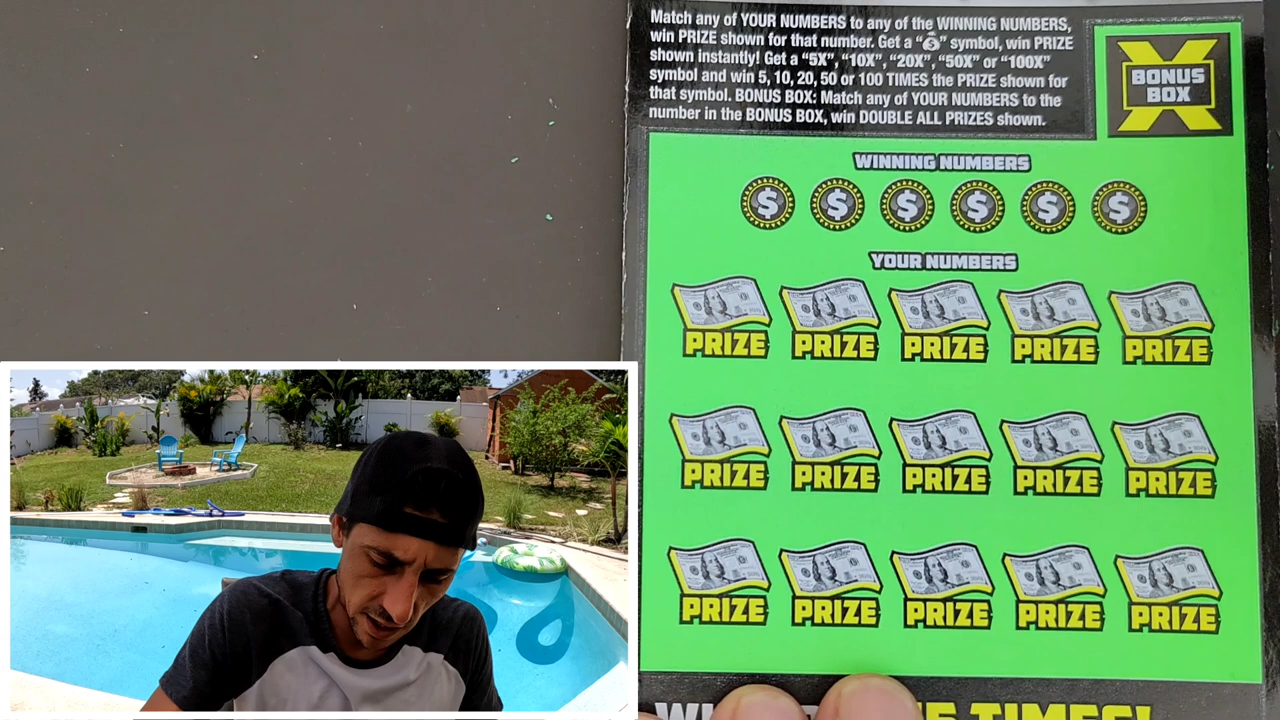 Match any of YOUR NUMBERS to any of the WINNING NUMBERS,
win PRIZE shown for that number. Get a “$” symbol, win PRIZE
shown instantly! Get a “5X”, “10X”, “20X”, “50X” or “100X”
symbol and win 5, 10, 20, 50 or 100 TIMES the PRIZE shown for
that symbol. BONUS BOX: Match any of YOUR NUMBERS to the
number in the BONUS BOX, win DOUBLE ALL PRIZES shown.
BONUS
BOX
WINNING NUMBERS
$ $ $ $ $ $
YOUR NUMBERS
PRIZE PRIZE PRIZE PRIZE PRIZE
PRIZE PRIZE PRIZE PRIZE PRIZE
PRIZE PRIZE PRIZE PRIZE PRIZE
TIMES!